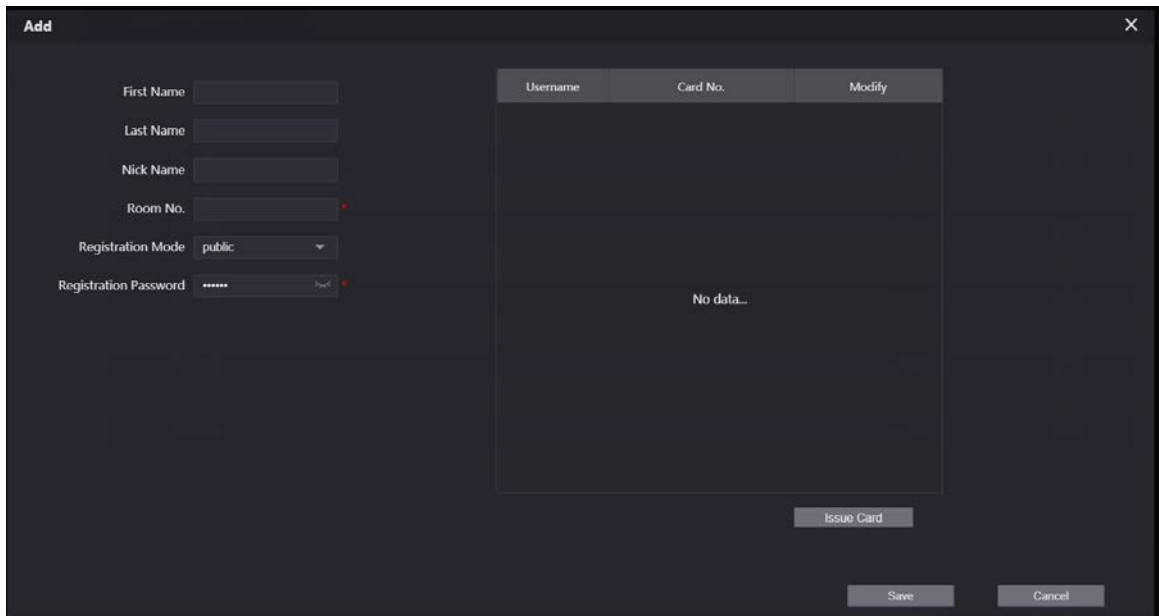 Add
First Name
Last Name
Nick Name
Room No. *
Registration Mode public
Registration Password •••••• *
Username Card No. Modify
No data...
Issue Card
Save Cancel